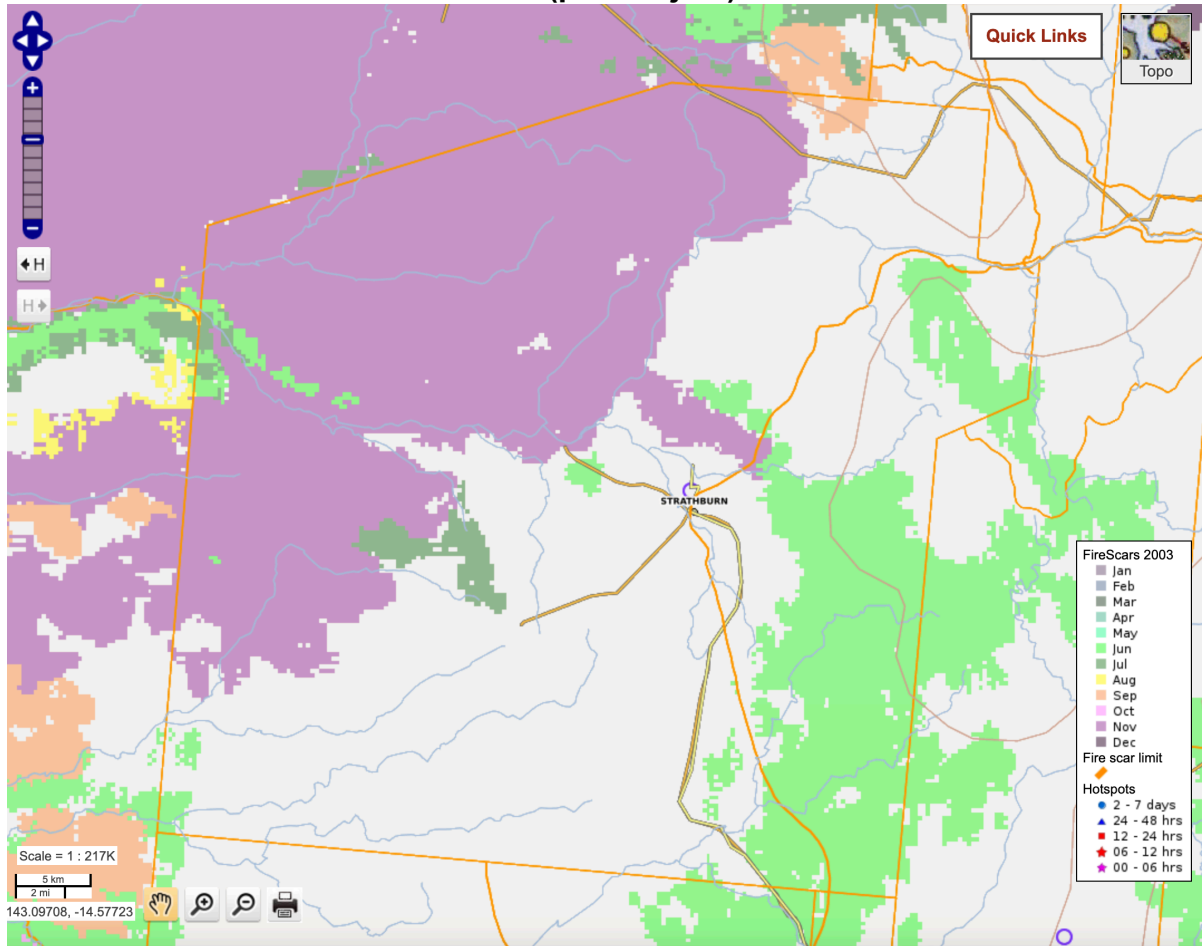 Quick Links
Topo
H
H
STRATHBURN
FireScars 2003
Jan
Feb
Mar
Apr
May
Jun
Jul
Aug
Sep
Oct
Nov
Dec
Fire scar limit
Hotspots
2 - 7 days
24 - 48 hrs
12 - 24 hrs
06 - 12 hrs
00 - 06 hrs
Scale = 1 : 217K
5 km
2 mi
143.09708, -14.57723